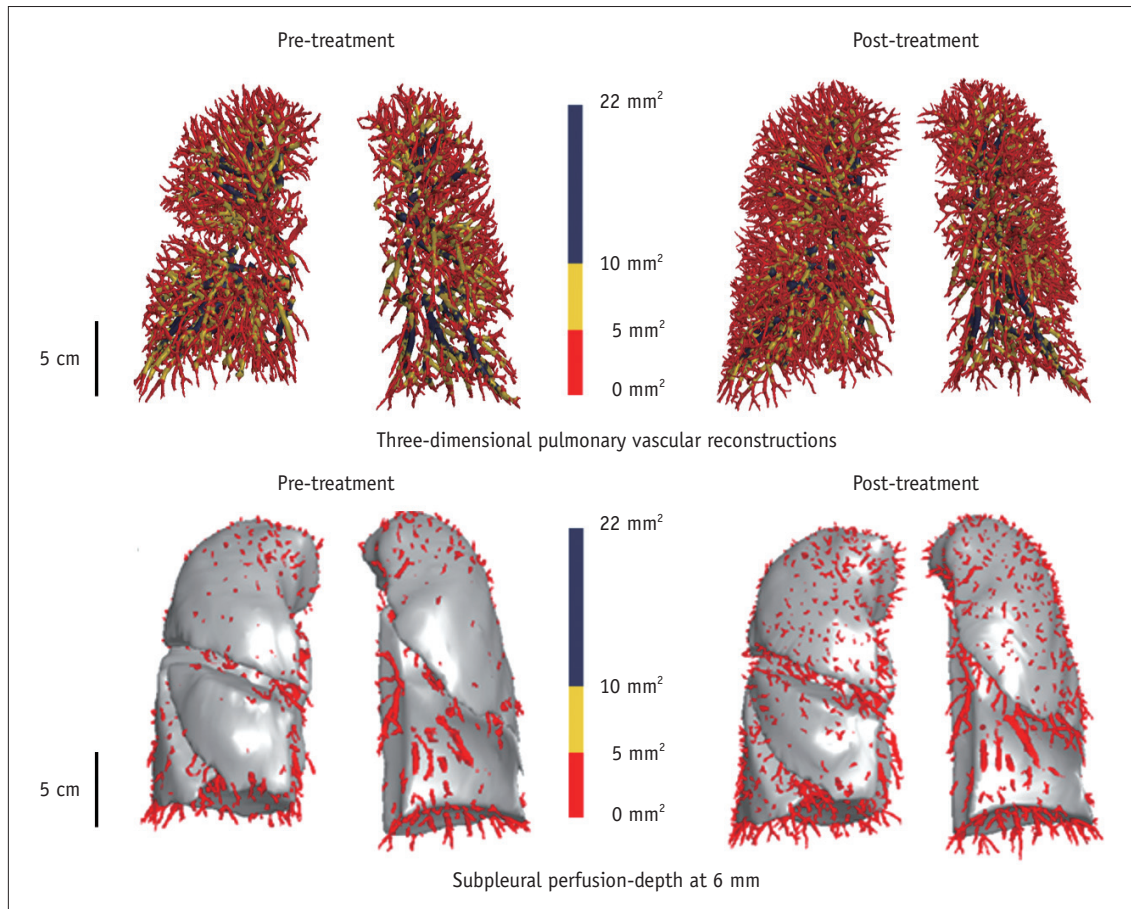 Pre-treatment
Post-treatment
22 mm²
10 mm²
5 mm²
0 mm²
5 cm
Three-dimensional pulmonary vascular reconstructions
Pre-treatment
Post-treatment
22 mm²
10 mm²
5 mm²
0 mm²
5 cm
Subpleural perfusion-depth at 6 mm